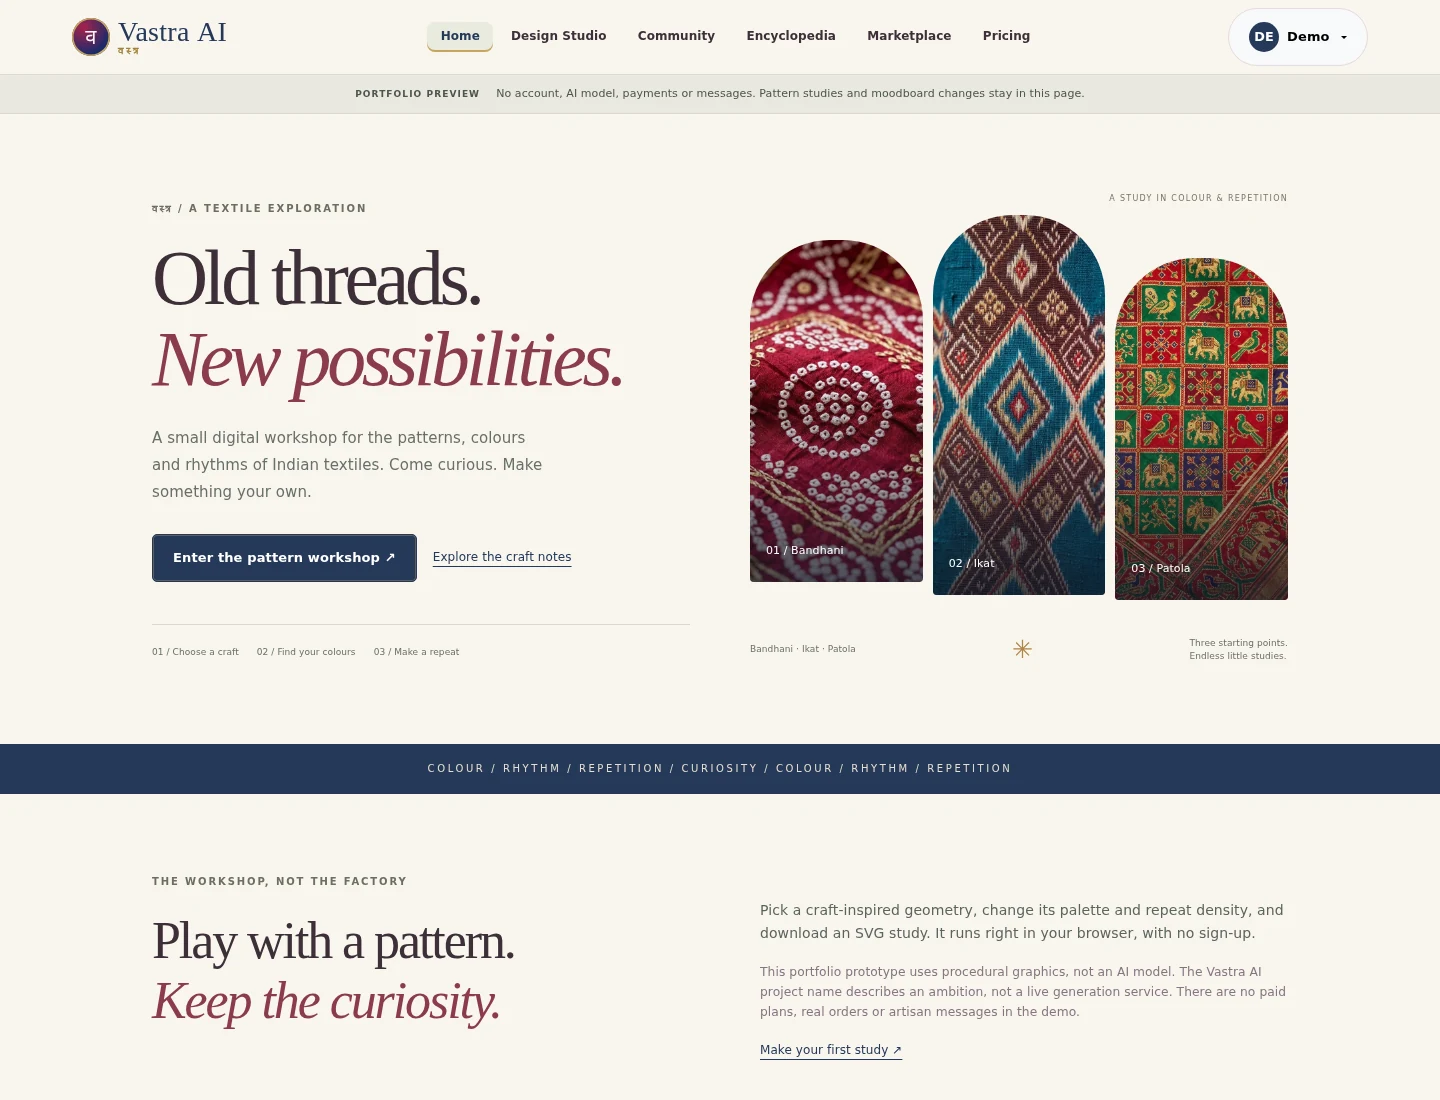 व Vastra AI
वस्त्र
Home Design Studio Community Encyclopedia Marketplace Pricing
DE Demo
PORTFOLIO PREVIEW No account, AI model, payments or messages. Pattern studies and moodboard changes stay in this page.
वस्त्र / A TEXTILE EXPLORATION
Old threads.
New possibilities.
A small digital workshop for the patterns, colours
and rhythms of Indian textiles. Come curious. Make
something your own.
Enter the pattern workshop ↗ Explore the craft notes
01 / Choose a craft 02 / Find your colours 03 / Make a repeat
A STUDY IN COLOUR & REPETITION
01 / Bandhani
02 / Ikat
03 / Patola
Bandhani · Ikat · Patola
Three starting points.
Endless little studies.
COLOUR / RHYTHM / REPETITION / CURIOSITY / COLOUR / RHYTHM / REPETITION
THE WORKSHOP, NOT THE FACTORY
Play with a pattern.
Keep the curiosity.
Pick a craft-inspired geometry, change its palette and repeat density, and
download an SVG study. It runs right in your browser, with no sign-up.
This portfolio prototype uses procedural graphics, not an AI model. The Vastra AI
project name describes an ambition, not a live generation service. There are no paid
plans, real orders or artisan messages in the demo.
Make your first study ↗